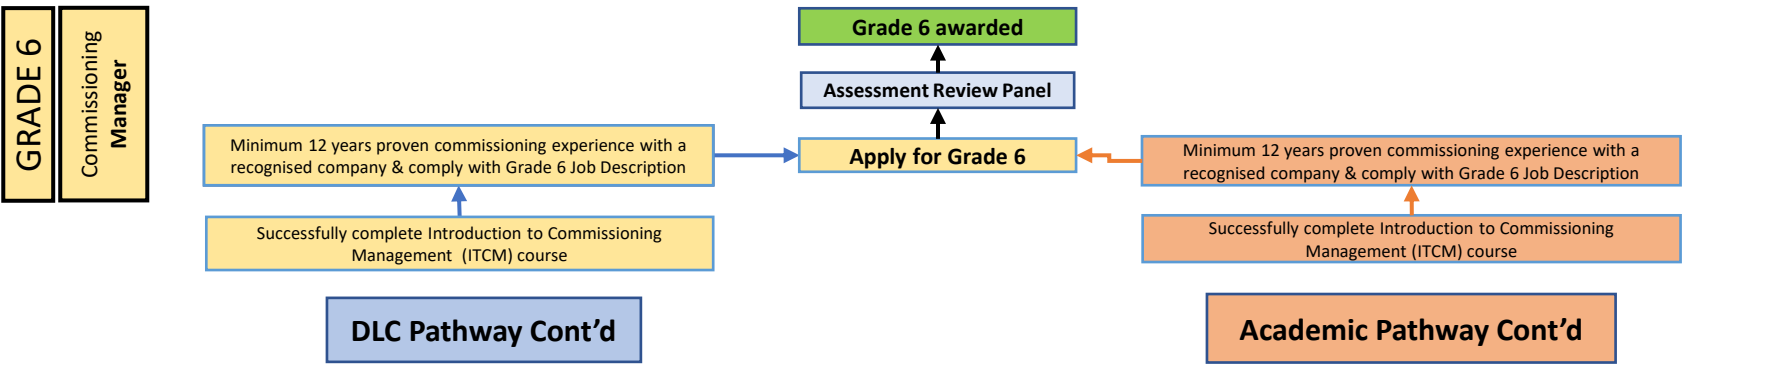 GRADE 6
Commissioning
Manager
Grade 6 awarded
Assessment Review Panel
Apply for Grade 6
Minimum 12 years proven commissioning experience with a
recognised company & comply with Grade 6 Job Description
Successfully complete Introduction to Commissioning
Management (ITCM) course
DLC Pathway Cont’d
Minimum 12 years proven commissioning experience with a
recognised company & comply with Grade 6 Job Description
Successfully complete Introduction to Commissioning
Management (ITCM) course
Academic Pathway Cont’d